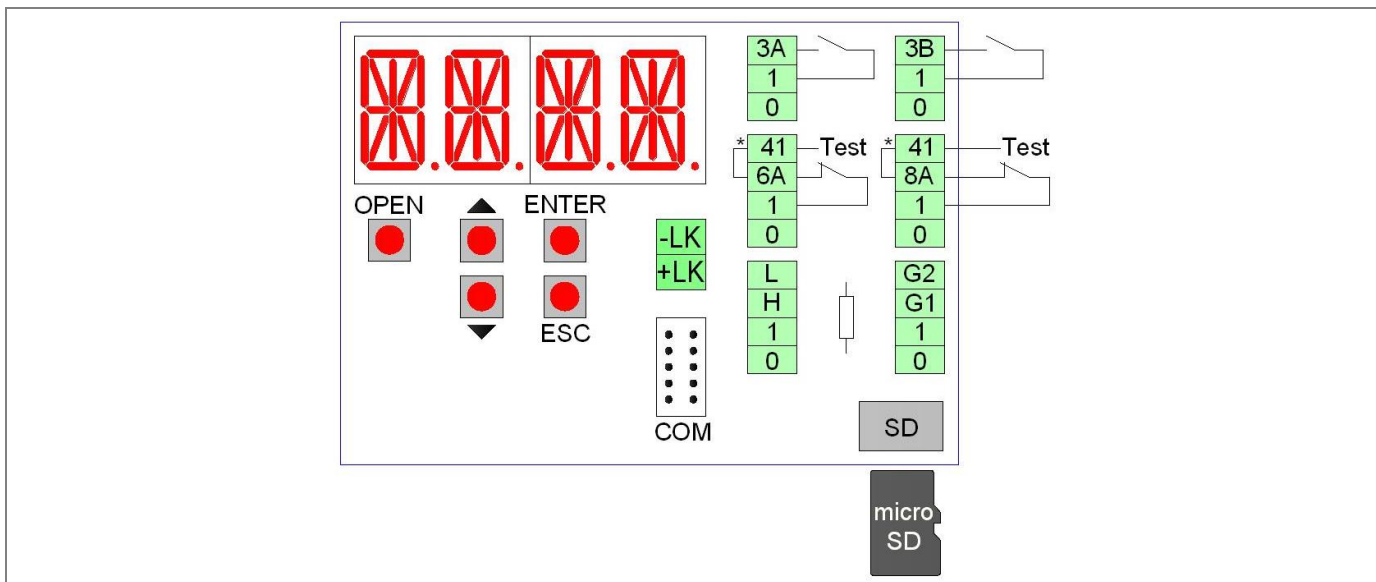 3A
1
0
3B
1
0
OPEN
▲
ENTER
▼
ESC
-LK
+LK
COM
* 41 Test
6A
1
0
* 41 Test
8A
1
0
L
H
1
0
G2
G1
1
0
SD
micro
SD